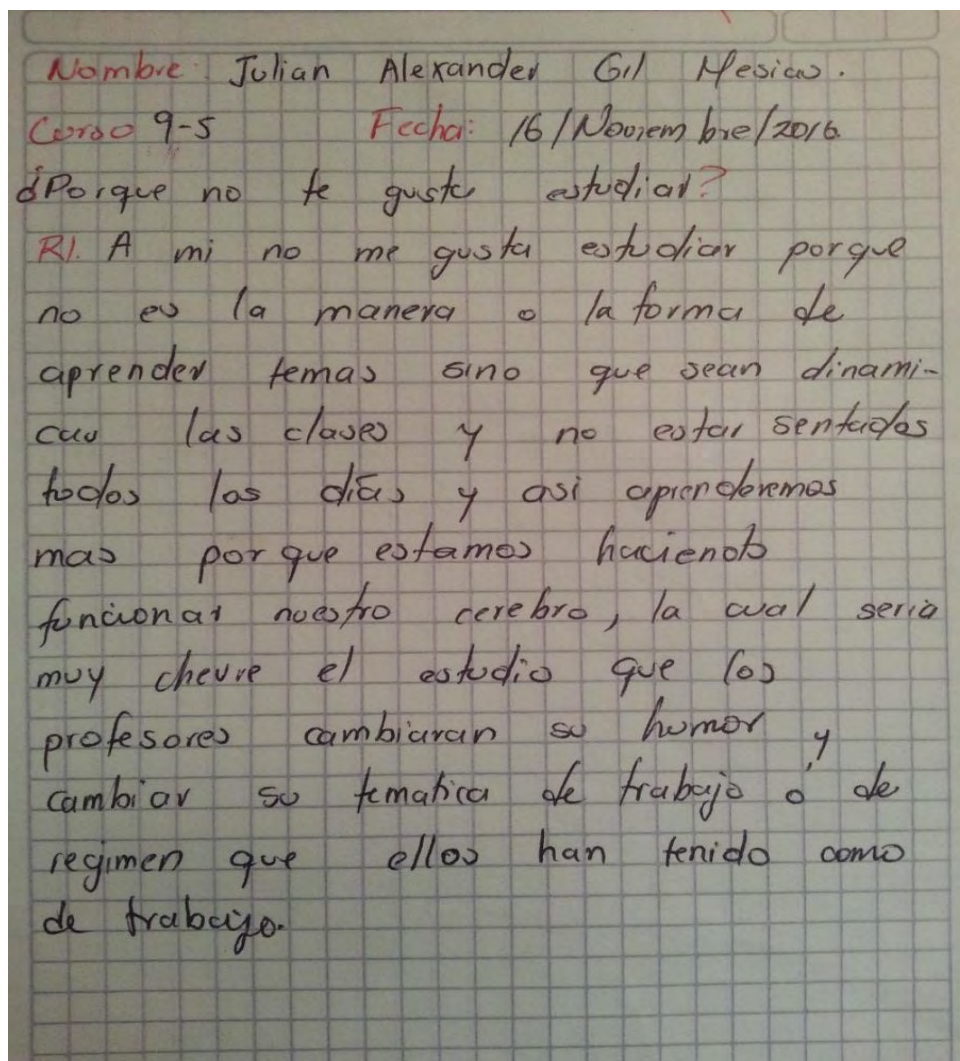 Nombre: Julian Alexander Gil Mesias.
Curso 9-5 Fecha: 16/Noviembre/2016.
¿Porque no te gusta estudiar?
R/. A mi no me gusta estudiar porque
no es la manera o la forma de
aprender temas sino que sean dinami-
cas las clases y no estar sentados
todos los días y asi aprenderemos
mas por que estamos haciendo
funcionar nuestro cerebro, la cual seria
muy chevre el estudio que los
profesores cambiaran su humor y
cambiar su tematica de trabajo ó de
regimen que ellos han tenido como
de trabajo.